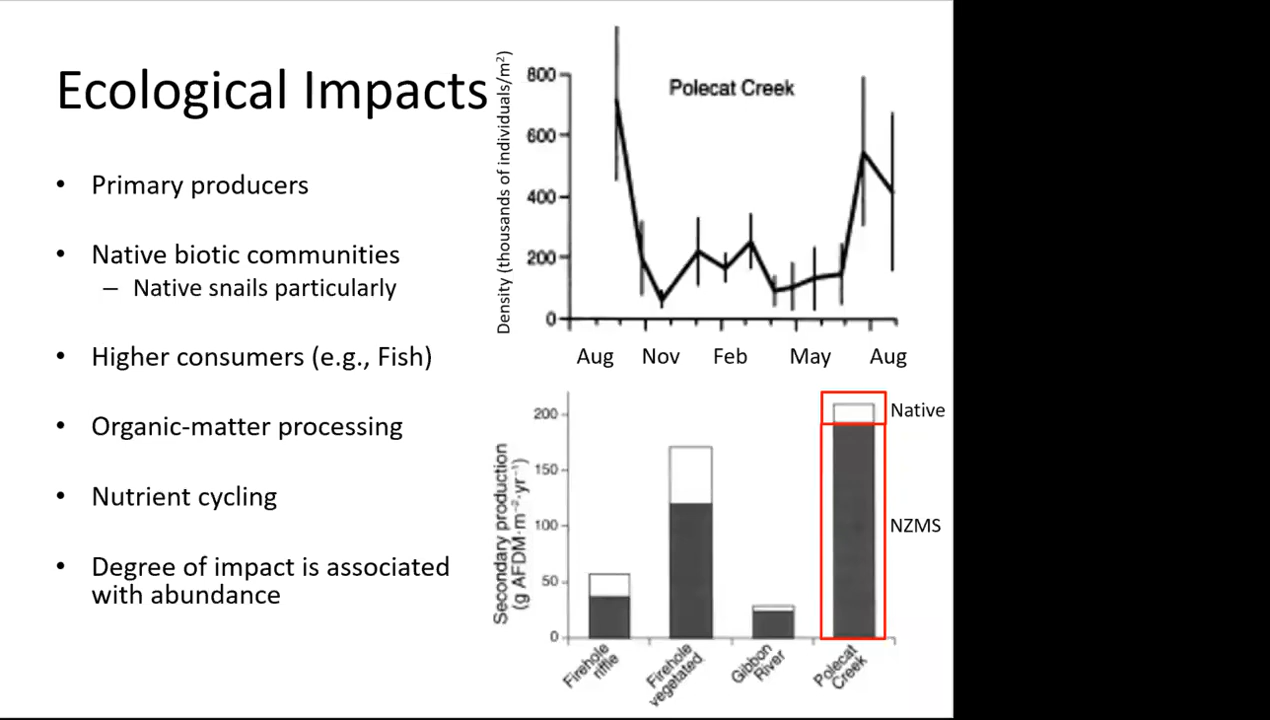 Ecological Impacts
• Primary producers
• Native biotic communities
– Native snails particularly
• Higher consumers (e.g., Fish)
• Organic-matter processing
• Nutrient cycling
• Degree of impact is associated
with abundance
Density (thousands of individuals/m²)
Polecat Creek
800
600
400
200
0
Aug Nov Feb May Aug
Secondary production
(g AFDM·m⁻²·yr⁻¹)
200
150
100
50
0
Native
NZMS
Firehole
riffle
Firehole
vegetated
Gibbon
River
Polecat
Creek